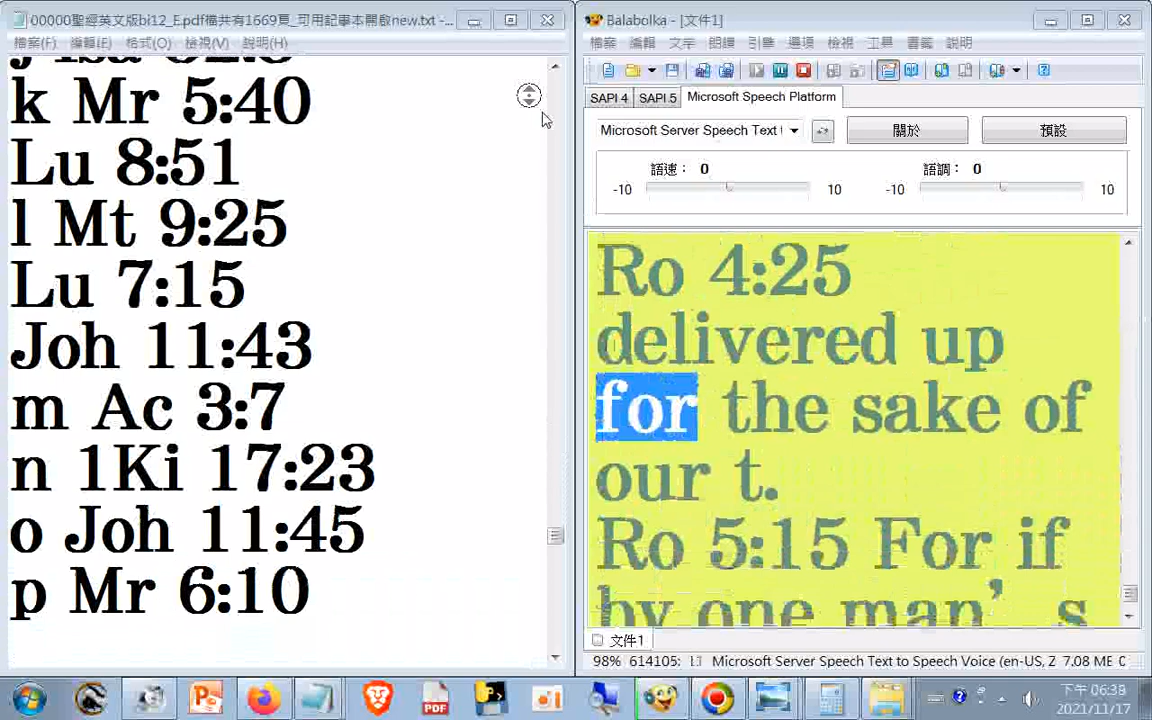 00000聖經英文版bi12_E.pdf檔共有1669頁_可用記事本開啟new.txt -...
檔案(F) 編輯(E) 格式(O) 檢視(V) 說明(H)
k Mr 5:40
Lu 8:51
l Mt 9:25
Lu 7:15
Joh 11:43
m Ac 3:7
n 1Ki 17:23
o Joh 11:45
p Mr 6:10
Balabolka - [文件1]
檔案 編輯 文字 朗讀 引擎 選項 檢視 工具 書籤 說明
SAPI 4 SAPI 5 Microsoft Speech Platform
Microsoft Server Speech Text 關於 預設
語速： 0 語調： 0
-10 10 -10 10
Ro 4:25
delivered up
for the sake of
our t.
Ro 5:15 For if
by one man’s
文件1
98% 614105: Microsoft Server Speech Text to Speech Voice (en-US, Z 7.08 ME
下午 06:38
2021/11/17